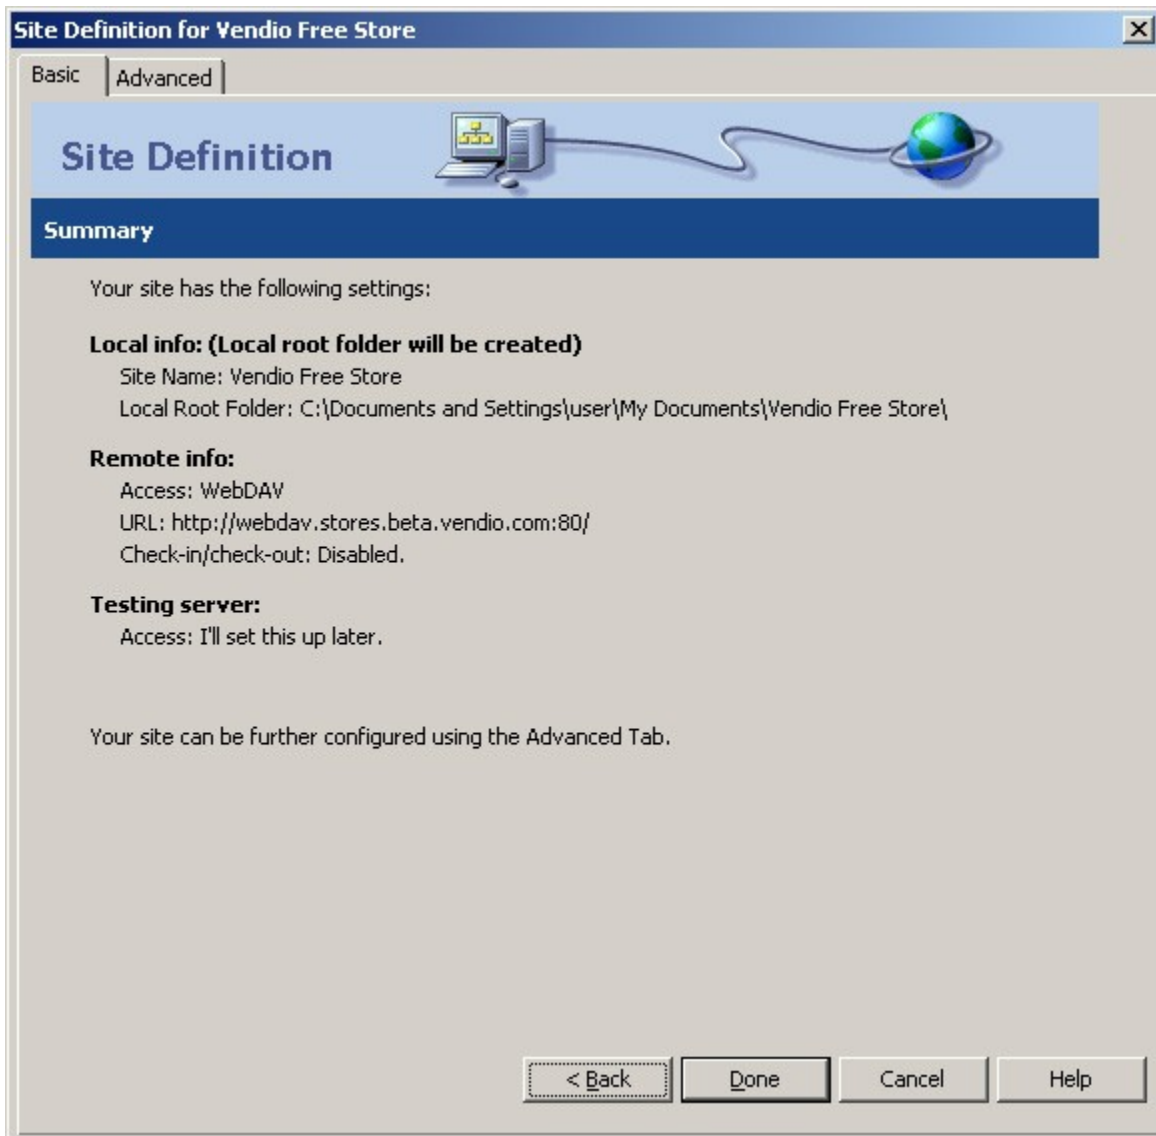 Site Definition for Vendio Free Store
Basic
Advanced
Site Definition
Summary
Your site has the following settings:
Local info: (Local root folder will be created)
Site Name: Vendio Free Store
Local Root Folder: C:\Documents and Settings\user\My Documents\Vendio Free Store\
Remote info:
Access: WebDAV
URL: http://webdav.stores.beta.vendio.com:80/
Check-in/check-out: Disabled.
Testing server:
Access: I'll set this up later.
Your site can be further configured using the Advanced Tab.
< Back
Done
Cancel
Help